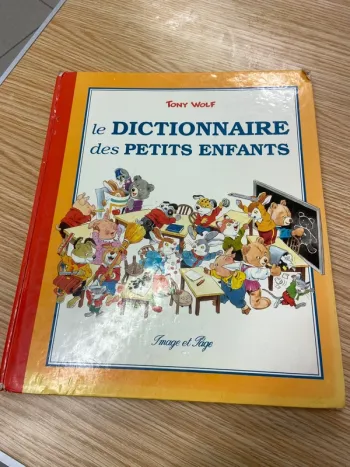 TONY WOLF
le DICTIONNAIRE
des PETITS ENFANTS
Image et Page